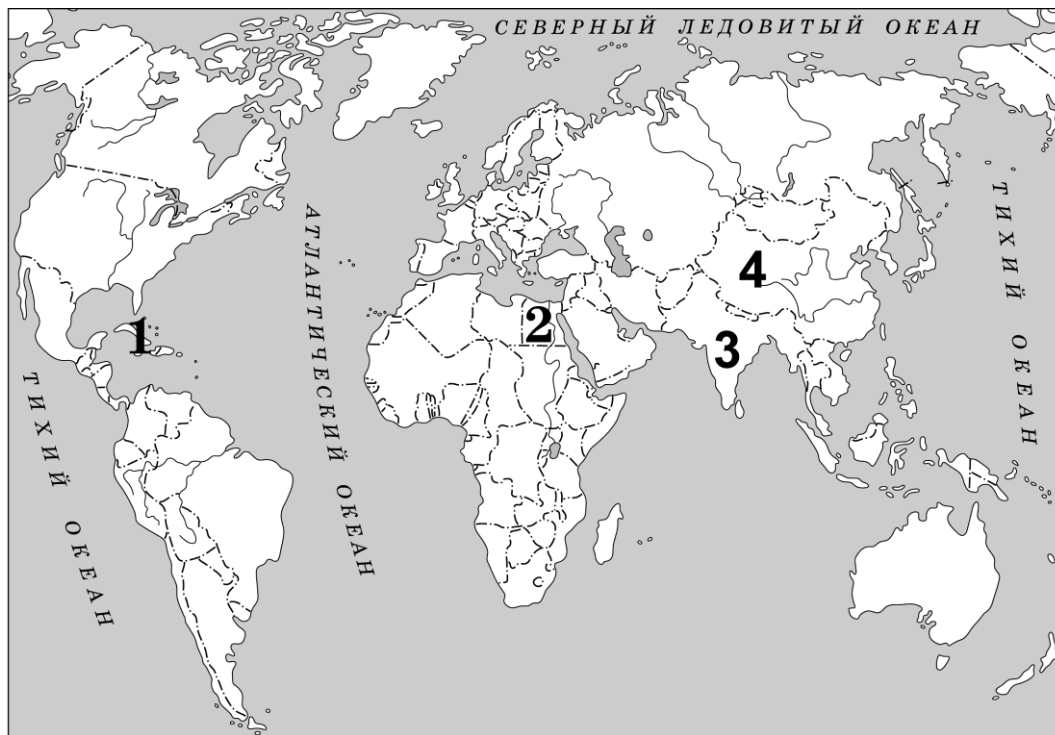 СЕВЕРНЫЙ ЛЕДОВИТЫЙ ОКЕАН
ТИХИЙ ОКЕАН
АТЛАНТИЧЕСКИЙ ОКЕАН
ТИХИЙ ОКЕАН
1
2
3
4